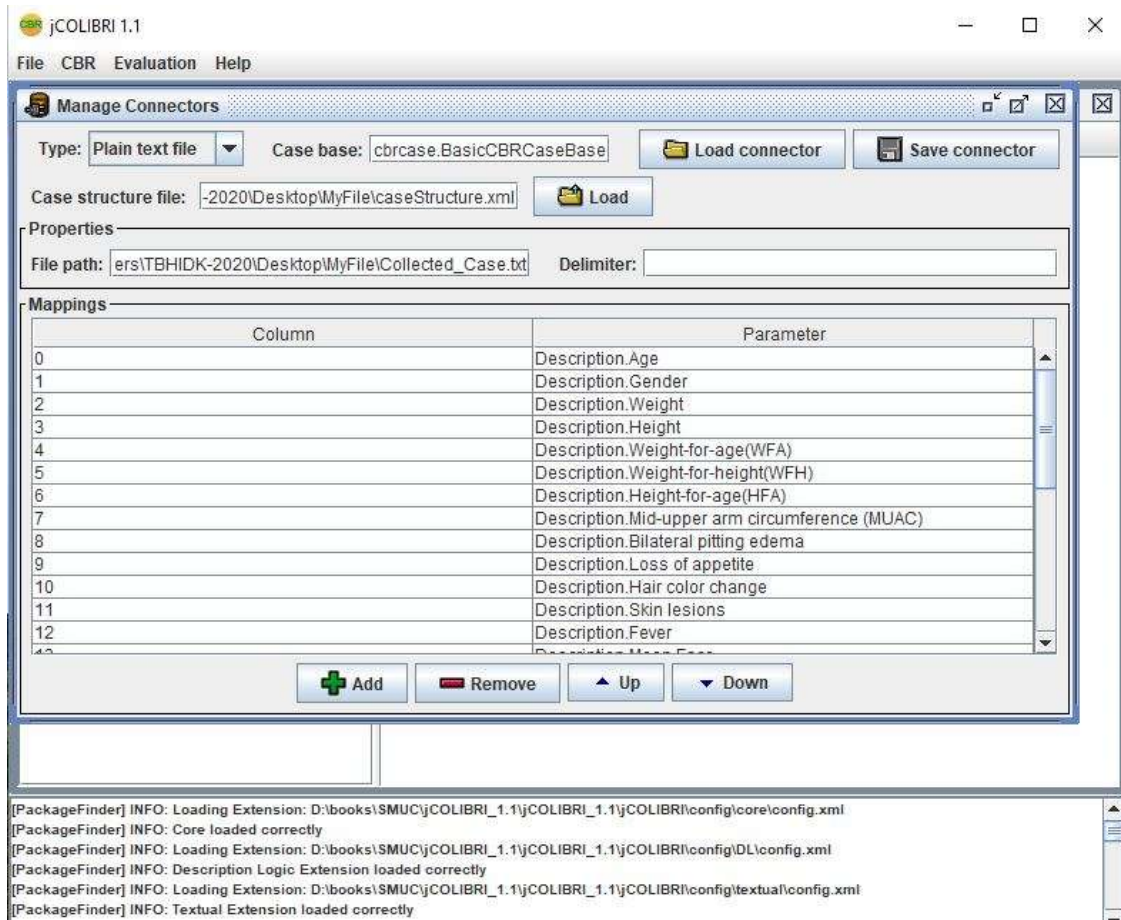 CBR jCOLIBRI 1.1
File CBR Evaluation Help
Manage Connectors
Type: Plain text file Case base: cbrcase.BasicCBRCaseBase Load connector Save connector
Case structure file: -2020\Desktop\MyFile\caseStructure.xml Load
Properties
File path: ers\TBHIDK-2020\Desktop\MyFile\Collected_Case.txt Delimiter:
Mappings
Column Parameter
0 Description.Age
1 Description.Gender
2 Description.Weight
3 Description.Height
4 Description.Weight-for-age(WFA)
5 Description.Weight-for-height(WFH)
6 Description.Height-for-age(HFA)
7 Description.Mid-upper arm circumference (MUAC)
8 Description.Bilateral pitting edema
9 Description.Loss of appetite
10 Description.Hair color change
11 Description.Skin lesions
12 Description.Fever
Add Remove Up Down
[PackageFinder] INFO: Loading Extension: D:\books\SMUC\jCOLIBRI_1.1\jCOLIBRI_1.1\jCOLIBRI\config\core\config.xml
[PackageFinder] INFO: Core loaded correctly
[PackageFinder] INFO: Loading Extension: D:\books\SMUC\jCOLIBRI_1.1\jCOLIBRI_1.1\jCOLIBRI\config\DL\config.xml
[PackageFinder] INFO: Description Logic Extension loaded correctly
[PackageFinder] INFO: Loading Extension: D:\books\SMUC\jCOLIBRI_1.1\jCOLIBRI_1.1\jCOLIBRI\config\textual\config.xml
[PackageFinder] INFO: Textual Extension loaded correctly